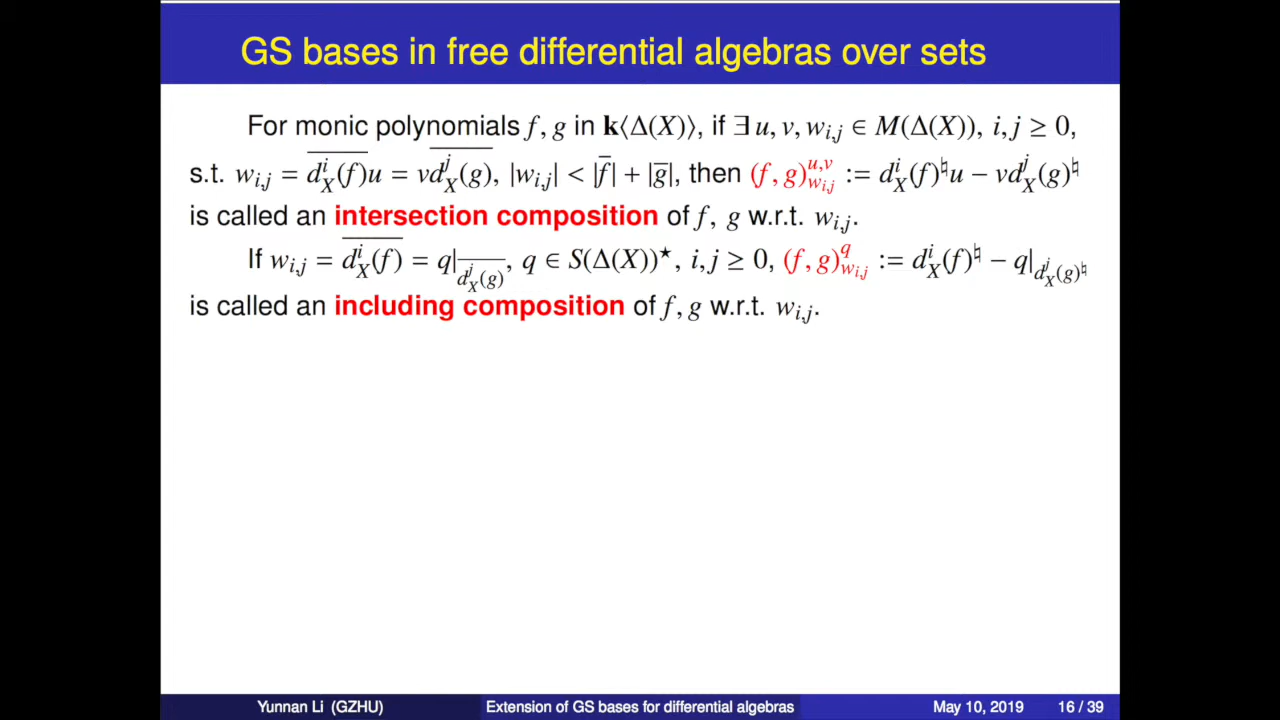 GS bases in free differential algebras over sets
For monic polynomials f, g in k⟨Δ(X)⟩, if ∃ u, v, w_{i,j} ∈ M(Δ(X)), i, j ≥ 0,
s.t. w_{i,j} = \overline{d_X^i(f)}u = v\overline{d_X^j(g)}, |w_{i,j}| < |\bar{f}| + |\bar{g}|, then (f, g)_{w_{i,j}}^{u,v} := d_X^i(f)^♮u − vd_X^j(g)^♮
is called an intersection composition of f, g w.r.t. w_{i,j}.
If w_{i,j} = \overline{d_X^i(f)} = q|_{\overline{d_X^j(g)}}, q ∈ S(Δ(X))^★, i, j ≥ 0, (f, g)_{w_{i,j}}^q := d_X^i(f)^♮ − q|_{d_X^j(g)^♮}
is called an including composition of f, g w.r.t. w_{i,j}.
Yunnan Li (GZHU) Extension of GS bases for differential algebras May 10, 2019 16 / 39